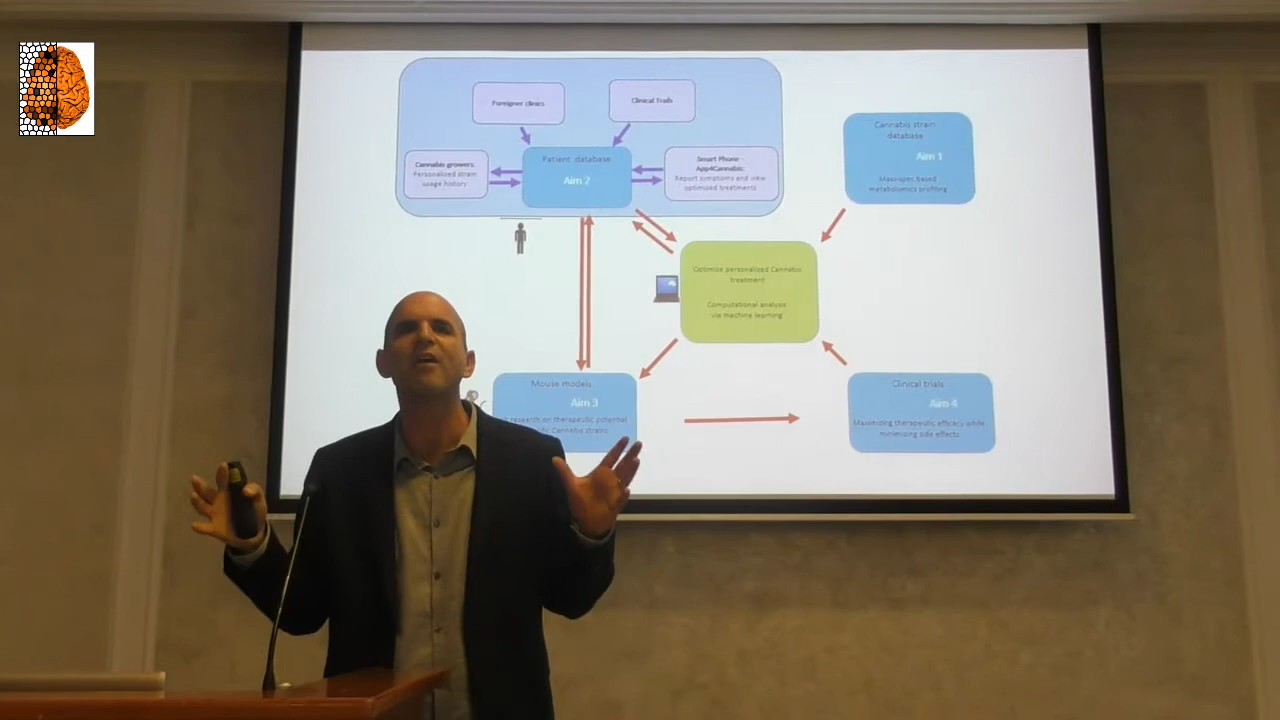 Foreigner clinics
Clinical Trails
Cannabis growers:
Personalized strain
usage history
Patient database
Aim 2
Smart Phone -
App4Cannabis:
Report symptoms and view
optimized treatments
Cannabis strain
database
Aim 1
Mass-spec based
metabolomics profiling
Optimize personalized Cannabis
treatment
Computational analysis
via machine learning
Mouse models
Aim 3
research on therapeutic potential
Cannabis strains
Clinical trials
Aim 4
Maximizing therapeutic efficacy while
minimizing side effects